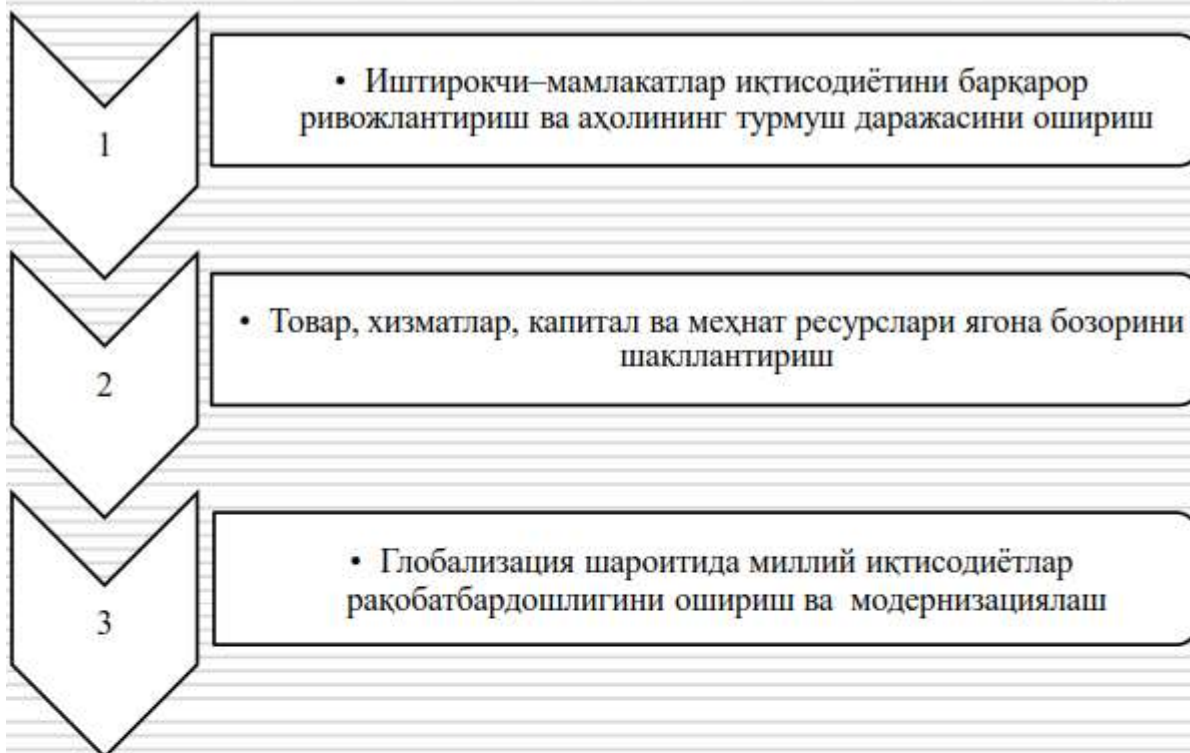 1
• Иштирокчи–мамлакатлар иқтисодиётини барқарор
ривожлантириш ва аҳолининг турмуш даражасини ошириш
2
• Товар, хизматлар, капитал ва меҳнат ресурслари ягона бозорини
шакллантириш
3
• Глобализация шароитида миллий иқтисодиётлар
рақобатбардошлигини ошириш ва модернизациялаш